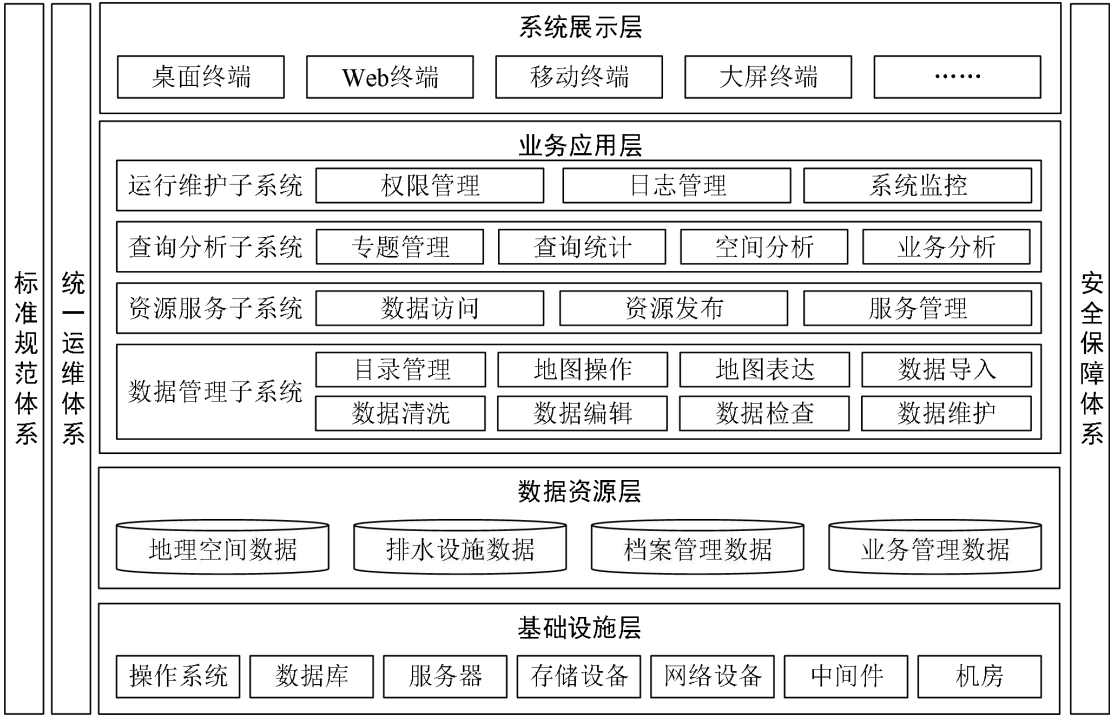 标准规范体系
统一运维体系
系统展示层
桌面终端 Web终端 移动终端 大屏终端 ……
业务应用层
运行维护子系统 权限管理 日志管理 系统监控
查询分析子系统 专题管理 查询统计 空间分析 业务分析
资源服务子系统 数据访问 资源发布 服务管理
数据管理子系统
目录管理 地图操作 地图表达 数据导入
数据清洗 数据编辑 数据检查 数据维护
数据资源层
地理空间数据 排水设施数据 档案管理数据 业务管理数据
基础设施层
操作系统 数据库 服务器 存储设备 网络设备 中间件 机房
安全保障体系